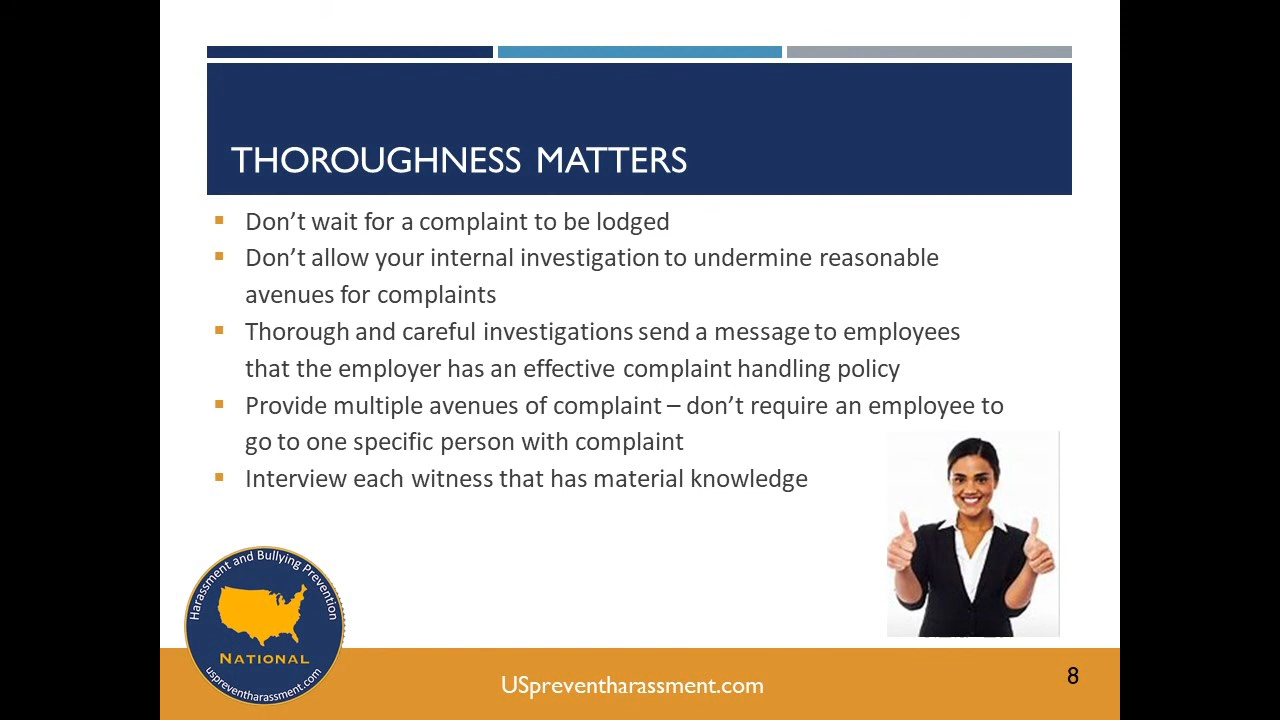 THOROUGHNESS MATTERS
Don’t wait for a complaint to be lodged
Don’t allow your internal investigation to undermine reasonable
avenues for complaints
Thorough and careful investigations send a message to employees
that the employer has an effective complaint handling policy
Provide multiple avenues of complaint – don’t require an employee to
go to one specific person with complaint
Interview each witness that has material knowledge
Harassment and Bullying Prevention
NATIONAL
uspreventharassment.com
USpreventharassment.com
8